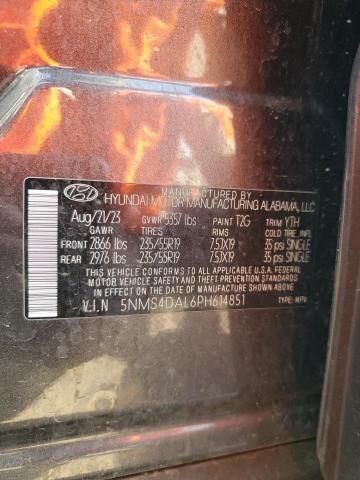 MANUFACTURED BY
HYUNDAI MOTOR MANUFACTURING ALABAMA, LLC
Aug/21/23 GVWR 5357 lbs PAINT T2G TRIM YTH
GAWR TIRES RIMS COLD TIRE INFL
FRONT 2866 lbs 235/55R19 7.5X19 35 psi SINGLE
REAR 2976 lbs 235/55R19 7.5X19 35 psi SINGLE
THIS VEHICLE CONFORMS TO ALL APPLICABLE U.S.A. FEDERAL
MOTOR VEHICLE SAFETY, BUMPER, AND THEFT PREVENTION
STANDARDS IN EFFECT ON THE DATE OF MANUFACTURE SHOWN ABOVE.
V.I.N 5NMS4DAL6PH614851 TYPE: MPV